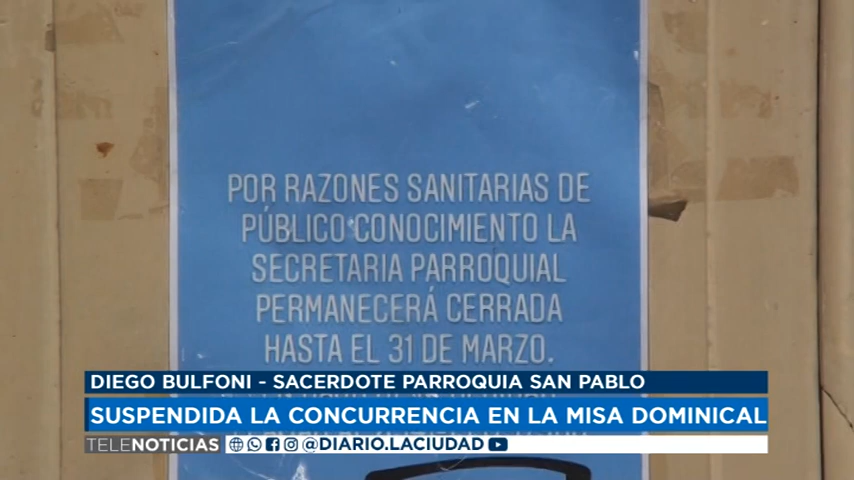 POR RAZONES SANITARIAS DE
PÚBLICO CONOCIMIENTO LA
SECRETARIA PARROQUIAL
PERMANECERÁ CERRADA
HASTA EL 31 DE MARZO.
DIEGO BULFONI - SACERDOTE PARROQUIA SAN PABLO
SUSPENDIDA LA CONCURRENCIA EN LA MISA DOMINICAL
TELENOTICIAS @DIARIO.LACIUDAD